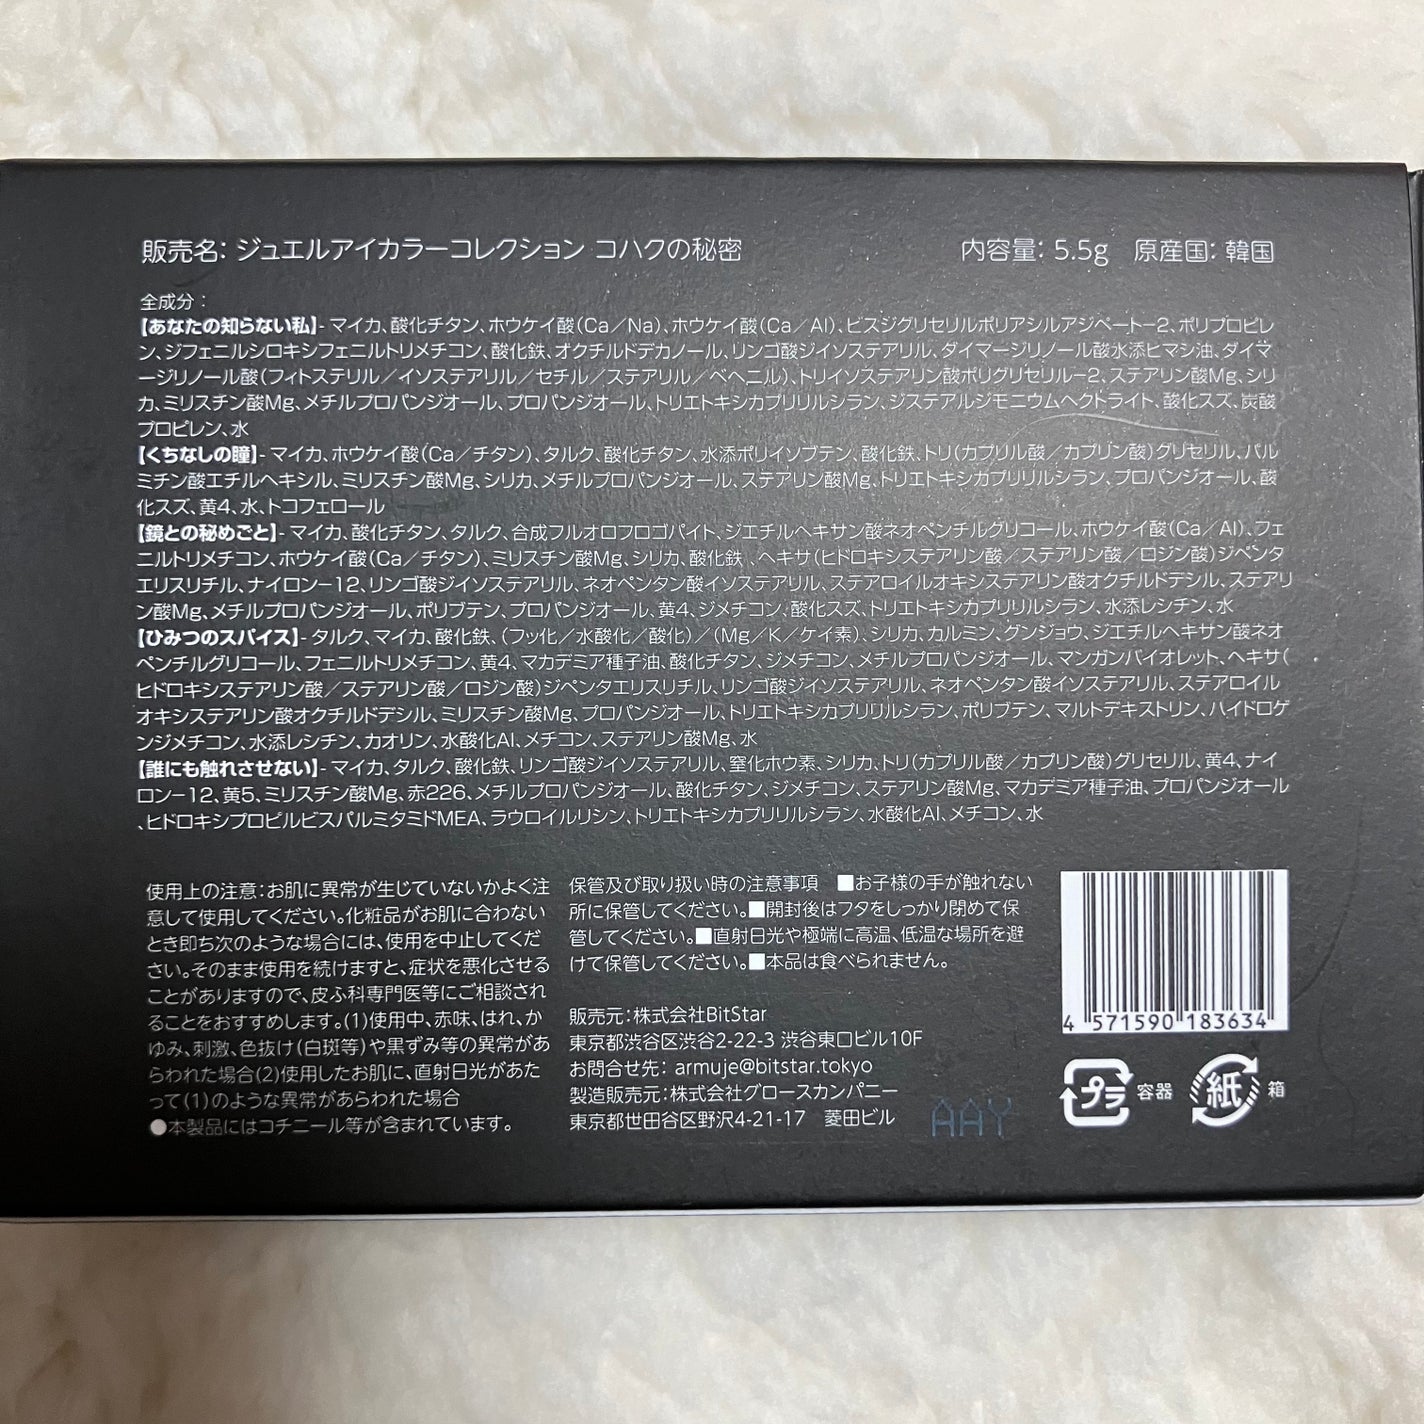 販売名: ジュエルアイカラーコレクション コハクの秘密
内容量: 5.5g 原産国: 韓国
全成分：
【あなたの知らない私】- マイカ、酸化チタン、ホウケイ酸(Ca／Na)、ホウケイ酸(Ca／Al)、ビスジグリセリルポリアシルアジペート－2、ポリプロピレ
ン、ジフェニルシロキシフェニルトリメチコン、酸化鉄、オクチルドデカノール、リンゴ酸ジイソステアリル、ダイマージリノール酸水添ヒマシ油、ダイマ
ージリノール酸(フィトステリル／イソステアリル／セチル／ステアリル／ベヘニル)、トリイソステアリン酸ポリグリセリル－2、ステアリン酸Mg、シリ
カ、ミリスチン酸Mg、メチルプロパンジオール、プロパンジオール、トリエトキシカプリリルシラン、ジステアルジモニウムヘクトライト、酸化スズ、炭酸
プロピレン、水
【くちなしの瞳】- マイカ、ホウケイ酸(Ca／チタン)、タルク、酸化チタン、水添ポリイソブテン、酸化鉄、トリ(カプリル酸／カプリン酸)グリセリル、パル
ミチン酸エチルヘキシル、ミリスチン酸Mg、シリカ、メチルプロパンジオール、ステアリン酸Mg、トリエトキシカプリリルシラン、プロパンジオール、酸
化スズ、黄4、水、トコフェロール
【鏡との秘めごと】- マイカ、酸化チタン、タルク、合成フルオロフロゴパイト、ジエチルヘキサン酸ネオペンチルグリコール、ホウケイ酸(Ca／Al)、フェ
ニルトリメチコン、ホウケイ酸(Ca／チタン)、ミリスチン酸Mg、シリカ、酸化鉄 、ヘキサ(ヒドロキシステアリン酸／ステアリン酸／ロジン酸)ジペンタ
エリスリチル、ナイロン－12、リンゴ酸ジイソステアリル、ネオペンタン酸イソステアリル、ステアロイルオキシステアリン酸オクチルドデシル、ステアリ
ン酸Mg、メチルプロパンジオール、ポリブテン、プロパンジオール、黄4、ジメチコン、酸化スズ、トリエトキシカプリリルシラン、水添レシチン、水
【ひみつのスパイス】- タルク、マイカ、酸化鉄、(フッ化／水酸化／酸化)／(Mg／K／ケイ素)、シリカ、カルミン、グンジョウ、ジエチルヘキサン酸ネオ
ペンチルグリコール、フェニルトリメチコン、黄4、マカデミア種子油、酸化チタン、ジメチコン、メチルプロパンジオール、マンガンバイオレット、ヘキサ(
ヒドロキシステアリン酸／ステアリン酸／ロジン酸)ジペンタエリスリチル、リンゴ酸ジイソステアリル、ネオペンタン酸イソステアリル、ステアロイル
オキシステアリン酸オクチルドデシル、ミリスチン酸Mg、プロパンジオール、トリエトキシカプリリルシラン、ポリブテン、マルトデキストリン、ハイドロゲ
ンジメチコン、水添レシチン、カオリン、水酸化Al、メチコン、ステアリン酸Mg、水
【誰にも触れさせない】- マイカ、タルク、酸化鉄、リンゴ酸ジイソステアリル、窒化ホウ素、シリカ、トリ(カプリル酸／カプリン酸)グリセリル、黄4、ナイ
ロン－12、黄5、ミリスチン酸Mg、赤226、メチルプロパンジオール、酸化チタン、ジメチコン、ステアリン酸Mg、マカデミア種子油、プロパンジオール
、ヒドロキシプロピルビスパルミタミドMEA、ラウロイルリシン、トリエトキシカプリリルシラン、水酸化Al、メチコン、水
使用上の注意：お肌に異常が生じていないかよく注
意して使用してください。化粧品がお肌に合わない
とき即ち次のような場合には、使用を中止してくだ
さい。そのまま使用を続けますと、症状を悪化させる
ことがありますので、皮ふ科専門医等にご相談され
ることをおすすめします。(1)使用中、赤味、はれ、か
ゆみ、刺激、色抜け(白斑等)や黒ずみ等の異常があ
らわれた場合(2)使用したお肌に、直射日光があた
って(1)のような異常があらわれた場合
●本製品にはコチニール等が含まれています。
保管及び取り扱い時の注意事項 ■お子様の手が触れない
所に保管してください。■開封後はフタをしっかり閉めて保
管してください。■直射日光や極端に高温、低温な場所を避
けて保管してください。■本品は食べられません。
販売元：株式会社BitStar
東京都渋谷区渋谷2-22-3 渋谷東口ビル10F
お問合せ先： armuje@bitstar.tokyo
製造販売元：株式会社グロースカンパニー
東京都世田谷区野沢4-21-17 菱田ビル
AAY
4 571590 183634
プラ 容器
紙 箱